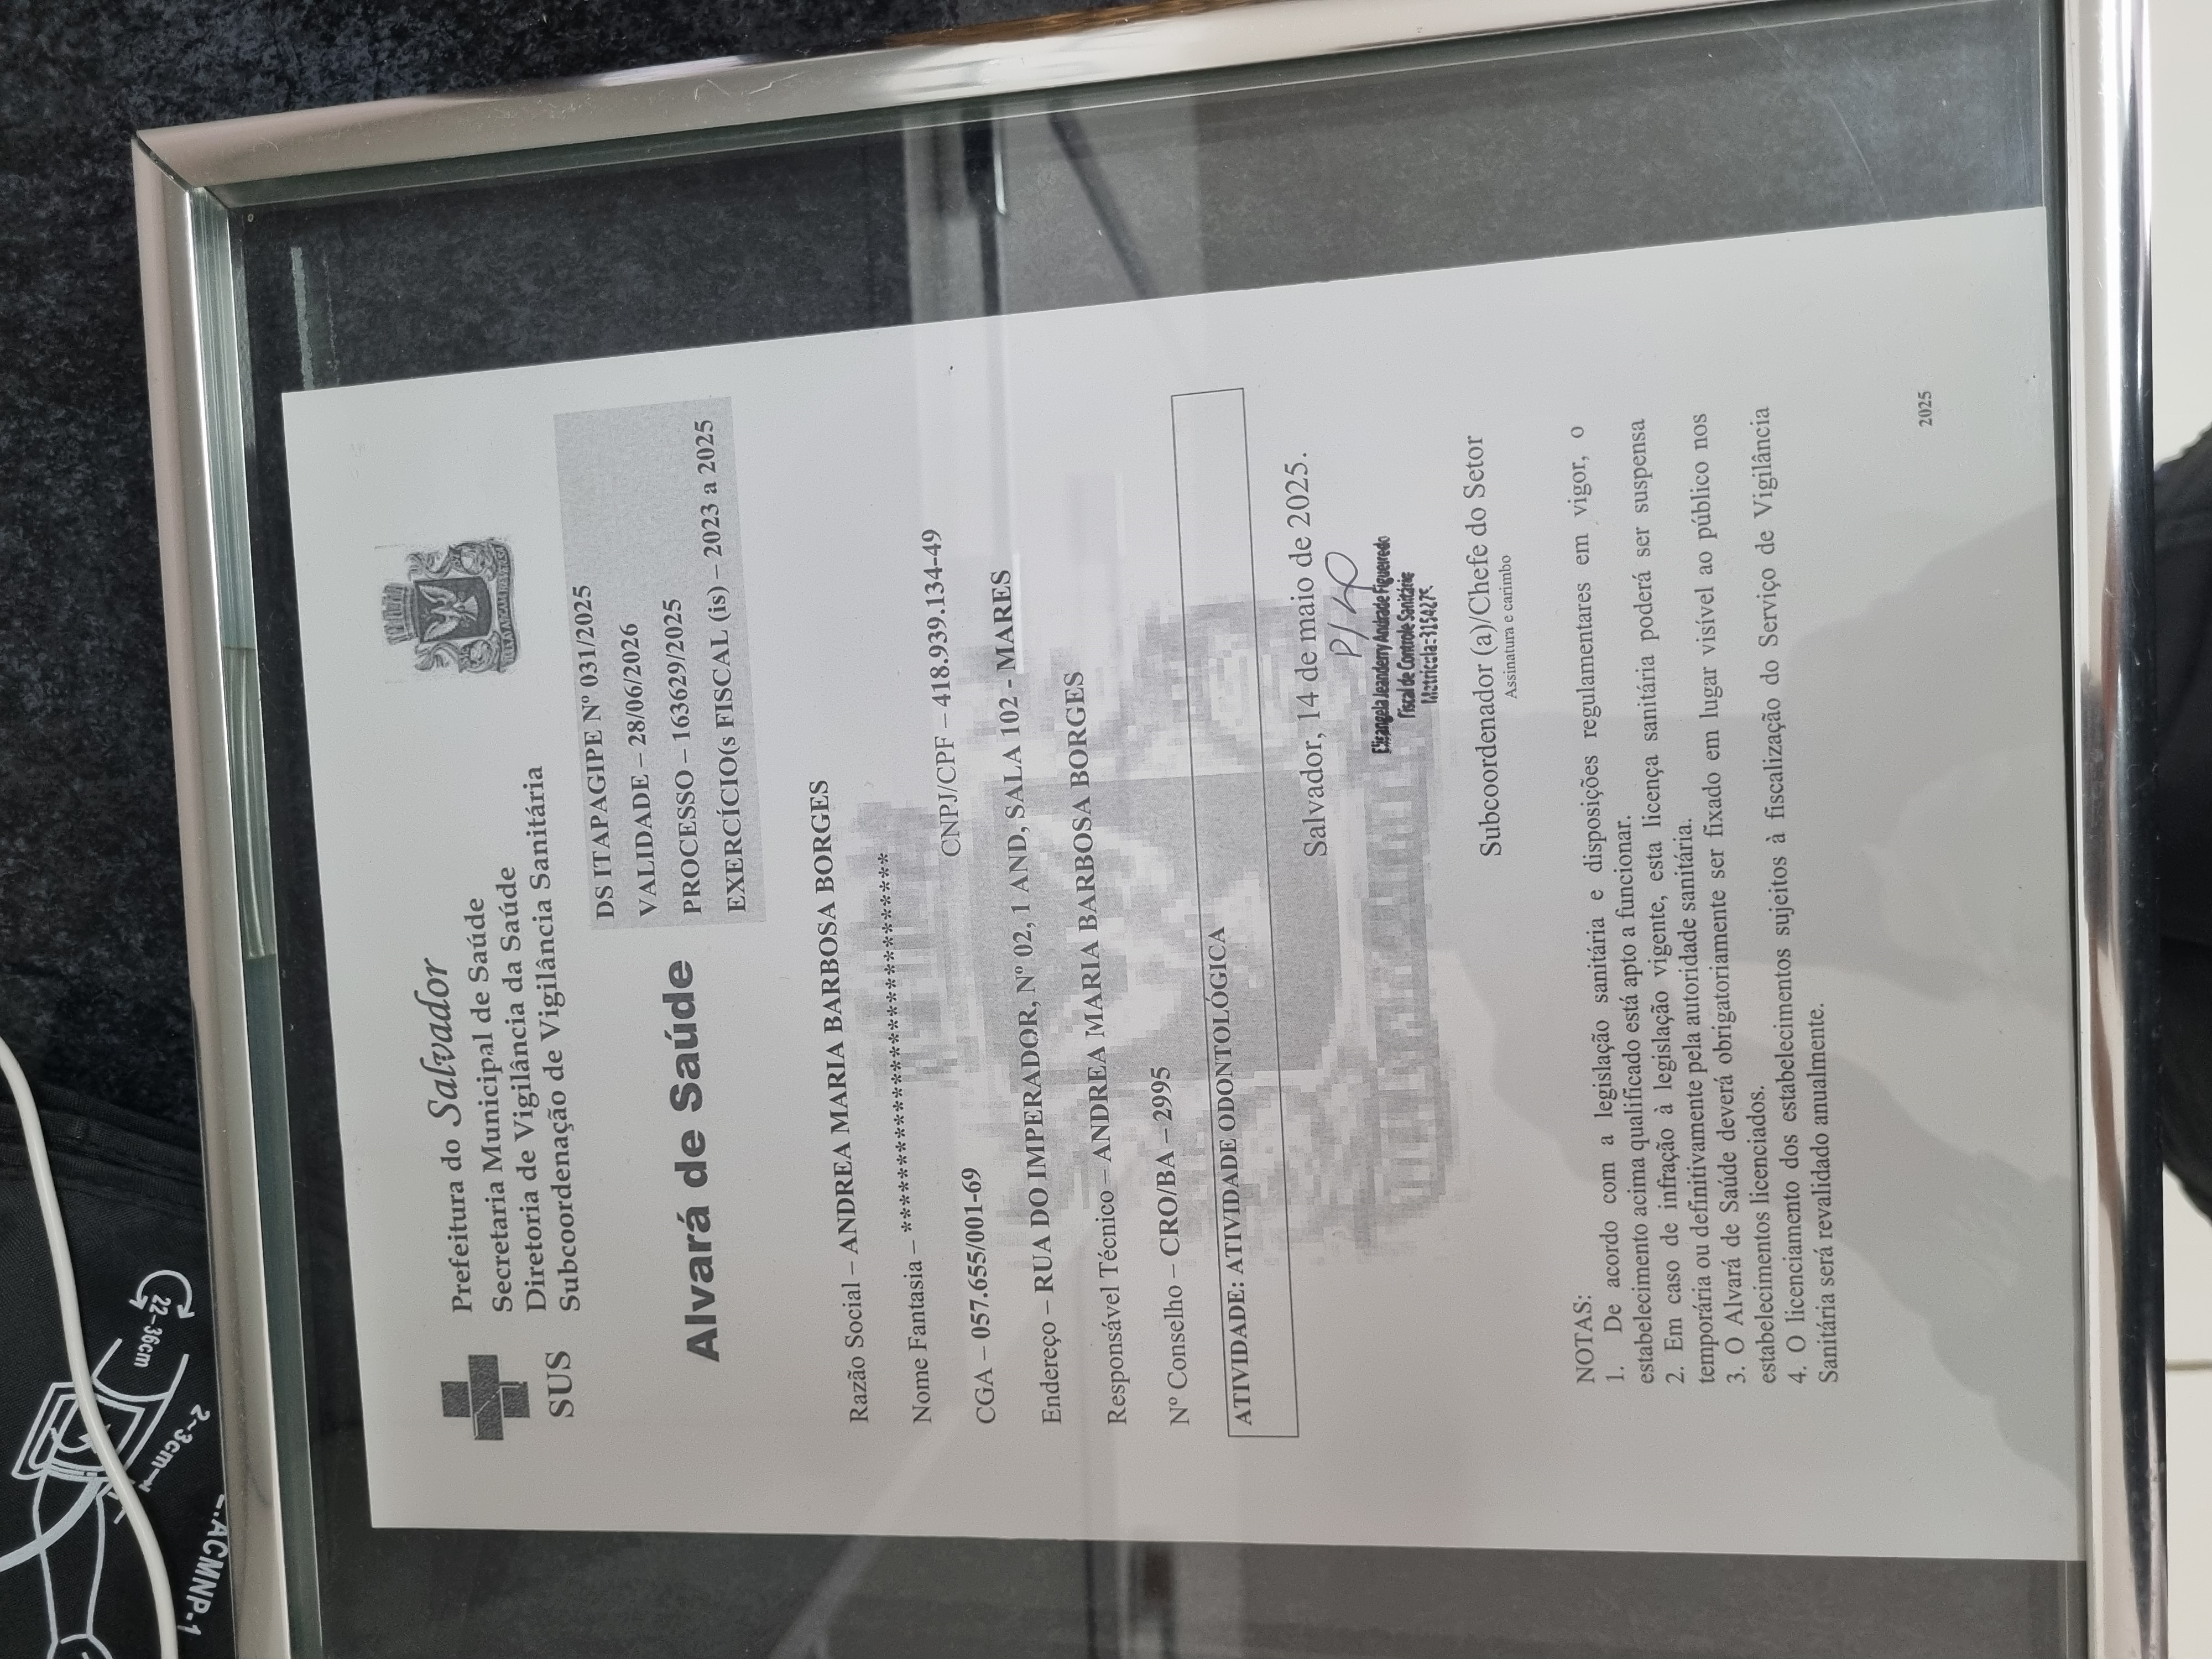 Prefeitura do Salvador
Secretaria Municipal de Saúde
Diretoria de Vigilância da Saúde
SUS Subcoordenação de Vigilância Sanitária
Alvará de Saúde
DS ITAPAGIPE Nº 031/2025
VALIDADE – 28/06/2026
PROCESSO – 163629/2025
EXERCÍCIO(s FISCAL (is) – 2023 a 2025
Razão Social – ANDREA MARIA BARBOSA BORGES
Nome Fantasia – ********************************
CGA – 057.655/001-69 CNPJ/CPF – 418.939.134-49
Endereço – RUA DO IMPERADOR, Nº 02, 1 AND, SALA 102 - MARES
Responsável Técnico – ANDREA MARIA BARBOSA BORGES
Nº Conselho – CRO/BA – 2995
ATIVIDADE: ATIVIDADE ODONTOLÓGICA
Salvador, 14 de maio de 2025.
Elicangela Jeanderry Andrade Figueredo
Fiscal de Controle Sanitário
Matrícula:
Subcoordenador (a)/Chefe do Setor
Assinatura e carimbo
NOTAS:
1. De acordo com a legislação sanitária e disposições regulamentares em vigor, o
estabelecimento acima qualificado está apto a funcionar.
2. Em caso de infração à legislação vigente, esta licença sanitária poderá ser suspensa
temporária ou definitivamente pela autoridade sanitária.
3. O Alvará de Saúde deverá obrigatoriamente ser fixado em lugar visível ao público nos
estabelecimentos licenciados.
4. O licenciamento dos estabelecimentos sujeitos à fiscalização do Serviço de Vigilância
Sanitária será revalidado anualmente.
2025
22-36cm
2~3cm
.ACMNP.1